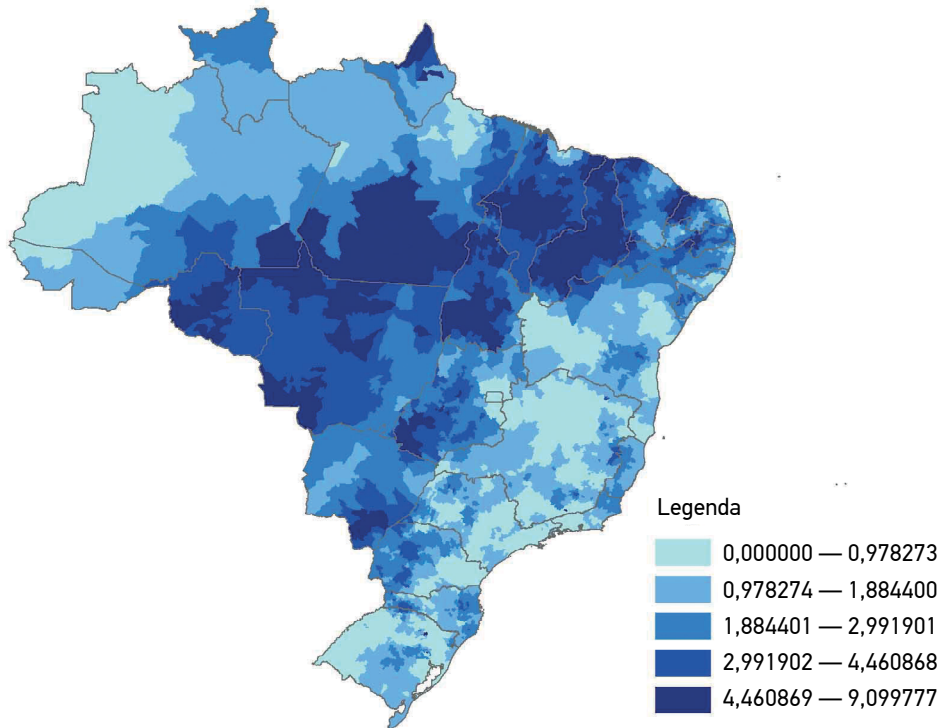 Legenda
0,000000 — 0,978273
0,978274 — 1,884400
1,884401 — 2,991901
2,991902 — 4,460868
4,460869 — 9,099777